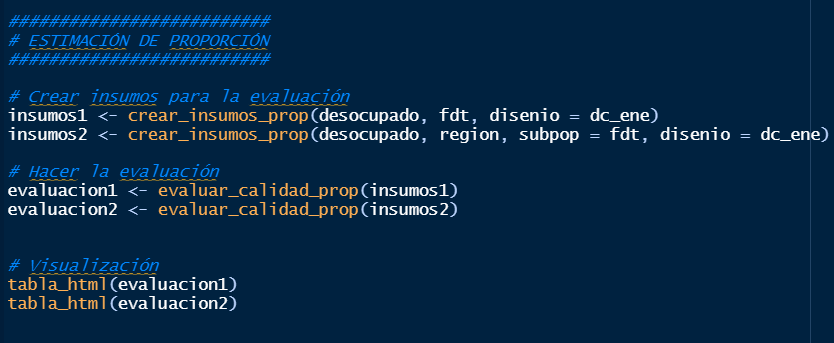 ##########################
# ESTIMACIÓN DE PROPORCIÓN
##########################
# Crear insumos para la evaluación
insumos1 <- crear_insumos_prop(desocupado, fdt, disenio = dc_ene)
insumos2 <- crear_insumos_prop(desocupado, region, subpop = fdt, disenio = dc_ene)
# Hacer la evaluación
evaluacion1 <- evaluar_calidad_prop(insumos1)
evaluacion2 <- evaluar_calidad_prop(insumos2)
# Visualización
tabla_html(evaluacion1)
tabla_html(evaluacion2)